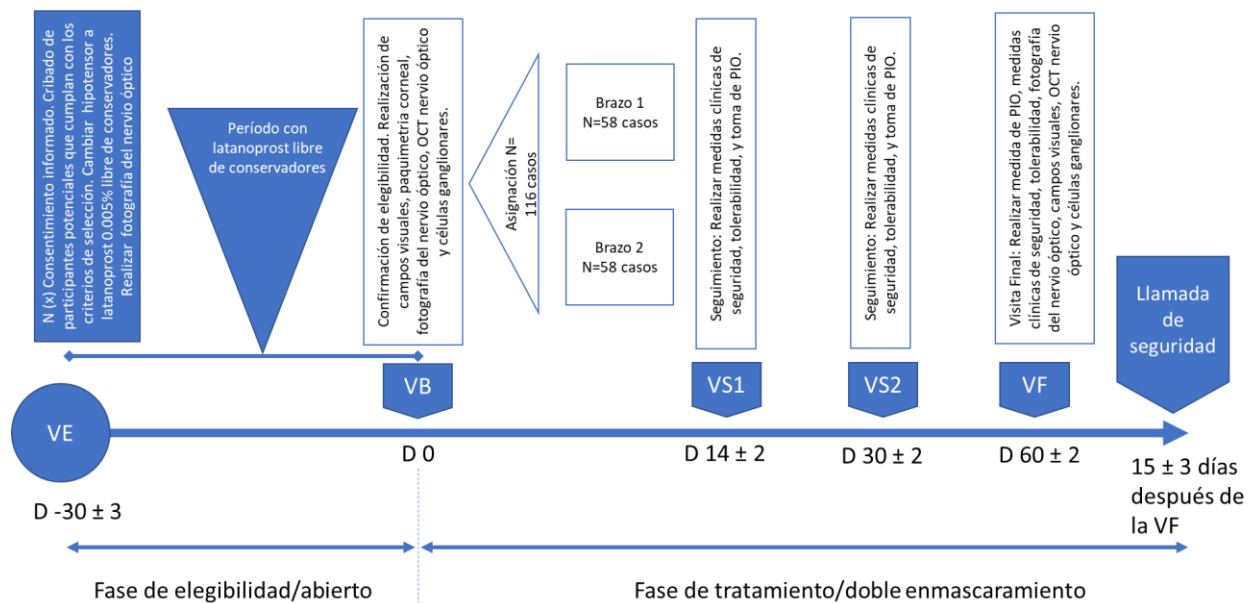 N (x) Consentimiento informado. Cribado de
participantes potenciales que cumplan con los
criterios de selección. Cambiar hipotensor a
latanoprost 0.005% libre de conservadores.
Realizar fotografía del nervio óptico
Período con
latanoprost libre
de conservadores
Confirmación de elegibilidad. Realización de
campos visuales, paquimetría corneal,
fotografía del nervio óptico, OCT nervio óptico
y células ganglionares.
Asignación N=
116 casos
Brazo 1
N=58 casos
Brazo 2
N=58 casos
Seguimiento: Realizar medidas clínicas de
seguridad, tolerabilidad, y toma de PIO.
Seguimiento: Realizar medidas clínicas de
seguridad, tolerabilidad, y toma de PIO.
Visita Final: Realizar medida de PIO, medidas
clínicas de seguridad, tolerabilidad, fotografía
del nervio óptico, campos visuales, OCT nervio
óptico y células ganglionares.
Llamada
de
seguridad
VE
VB
VS1
VS2
VF
D -30 ± 3
D 0
D 14 ± 2
D 30 ± 2
D 60 ± 2
15 ± 3 días
después de
la VF
Fase de elegibilidad/abierto
Fase de tratamiento/doble enmascaramiento